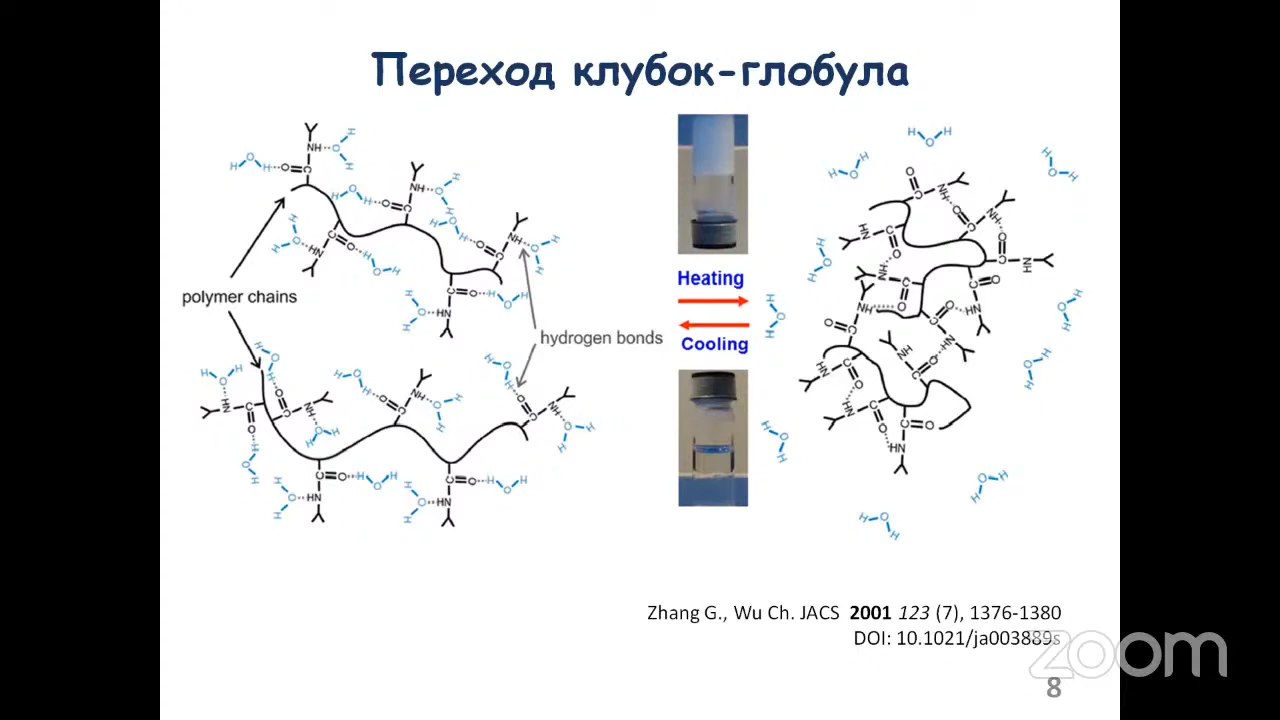 Переход клубок-глобула
polymer chains
hydrogen bonds
Heating
Cooling
Zhang G., Wu Ch. JACS 2001 123 (7), 1376-1380
DOI: 10.1021/ja003889s
zoom
8